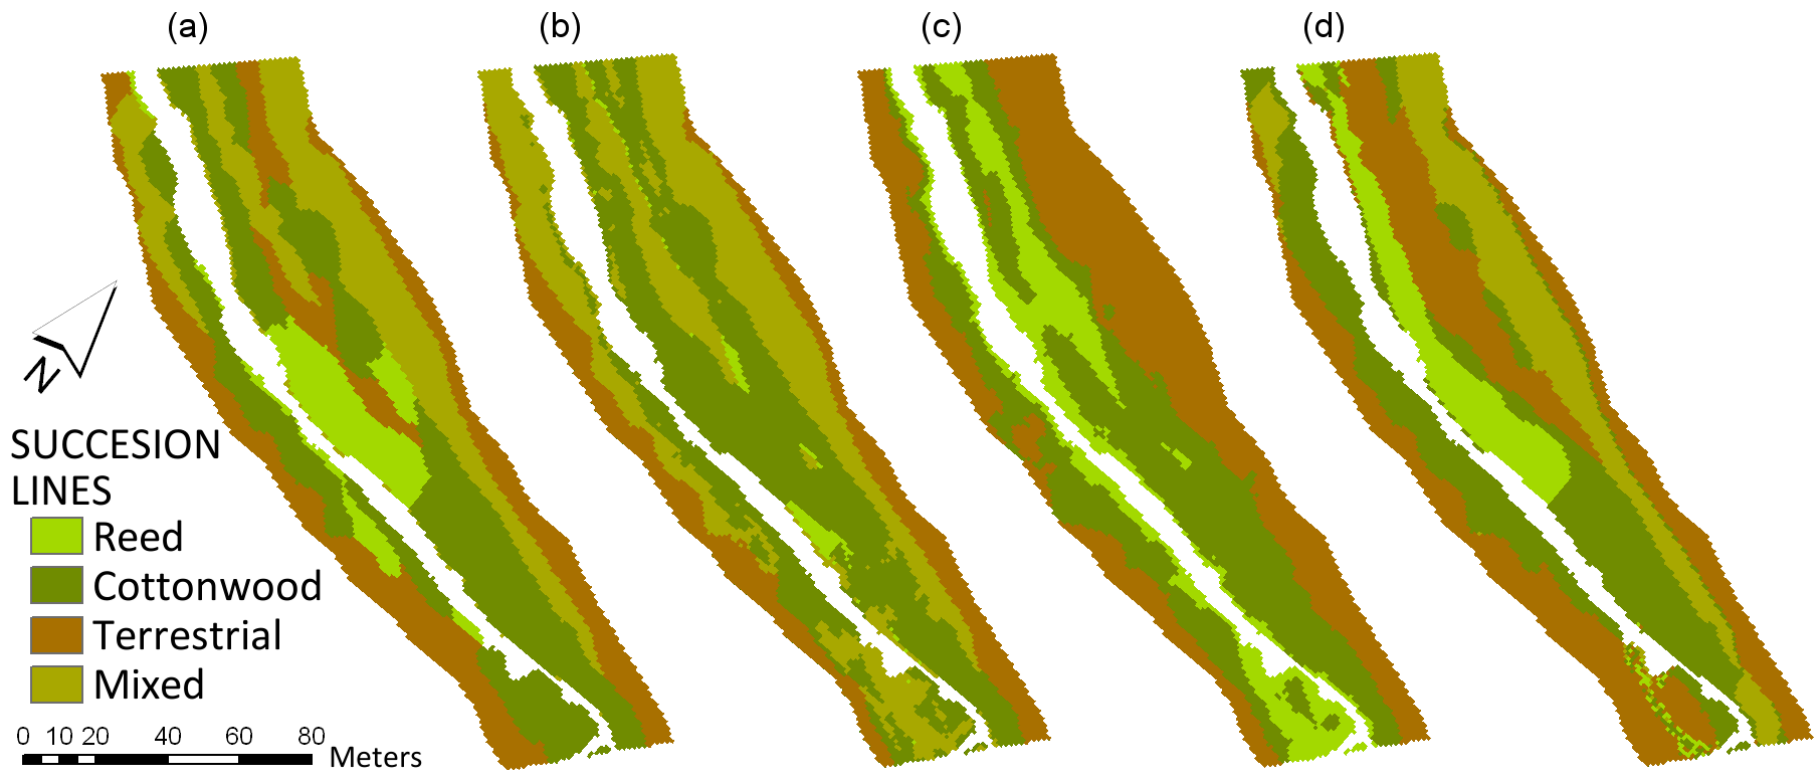 (a) (b) (c) (d)
N
SUCCESION
LINES
Reed
Cottonwood
Terrestrial
Mixed
0 10 20 40 60 80
Meters